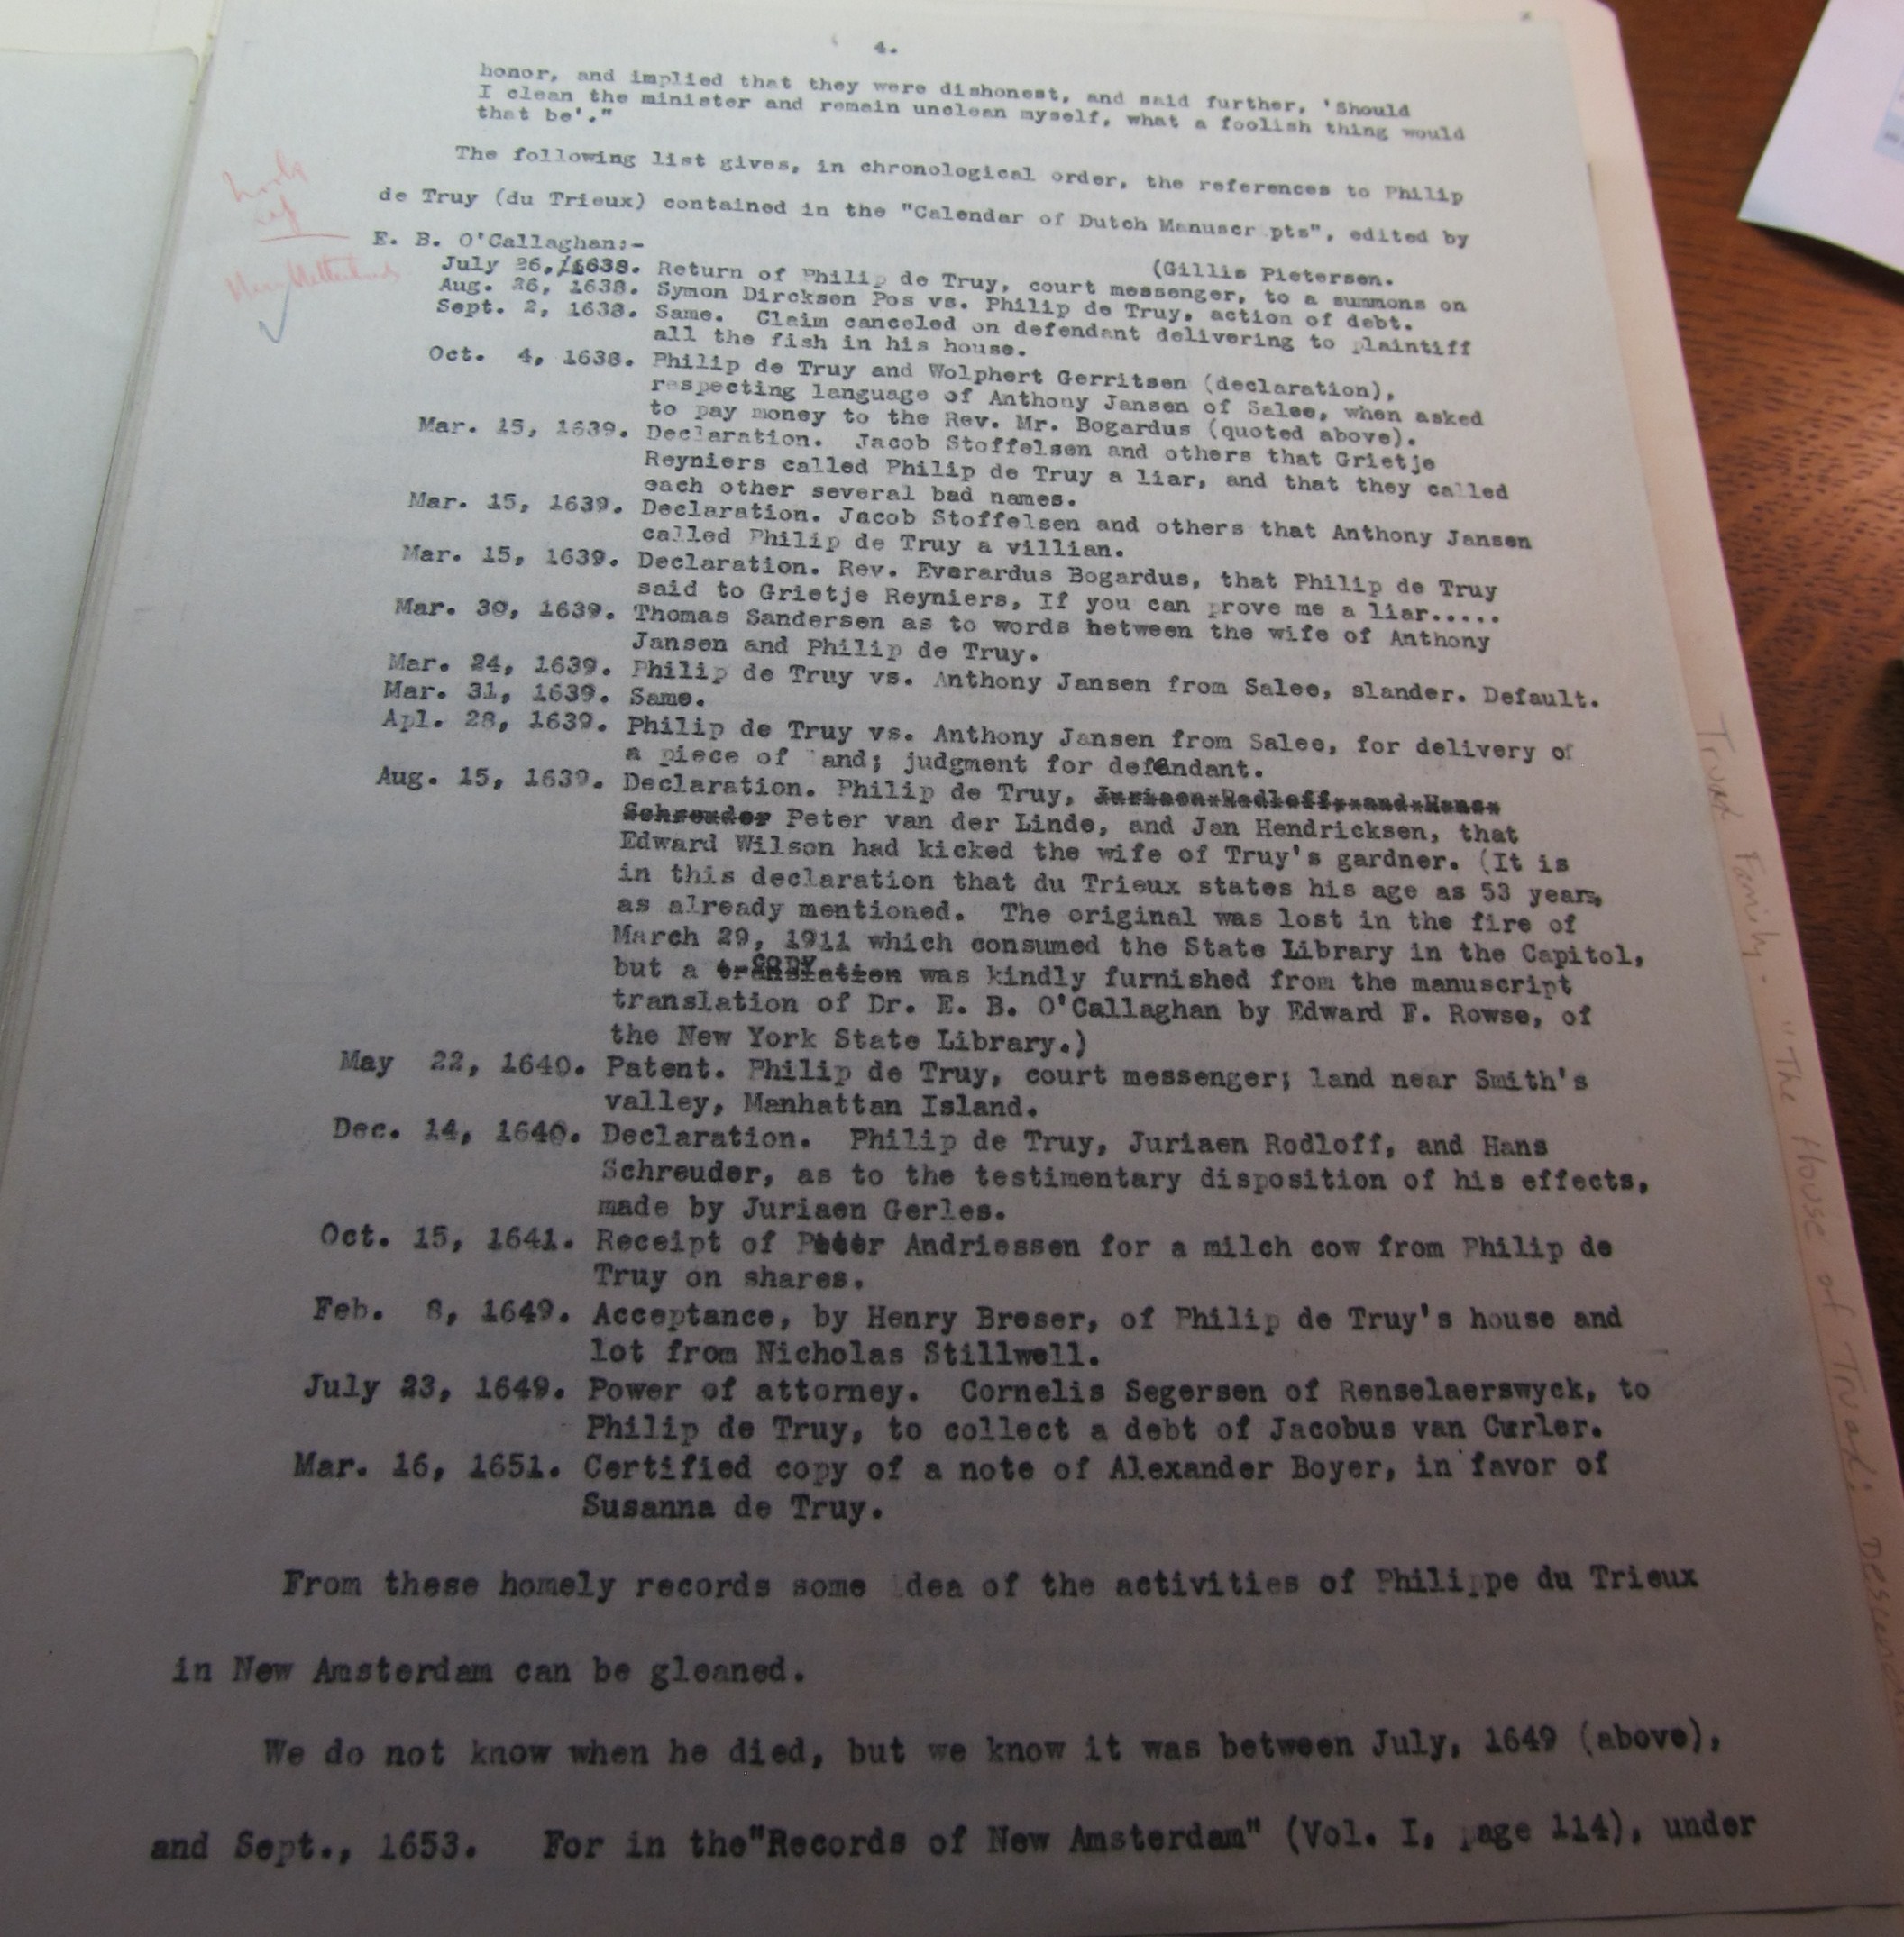 4.
honor, and implied that they were dishonest, and said further, 'Should
I clean the minister and remain unclean myself, what a foolish thing would
that be'."
The following list gives, in chronological order, the references to Philip
de Truy (du Trieux) contained in the "Calendar of Dutch Manuscr pts", edited by
E. B. O'Callaghan:-
(Gillis Pietersen.
July 26, 1638. Return of Philip de Truy, court messenger, to a summons on
Aug. 26, 1638. Symon Dircksen Pos vs. Philip de Truy, action of debt.
Sept. 2, 1638. Same. Claim canceled on defendant delivering to plaintiff
all the fish in his house.
Oct. 4, 1638. Philip de Truy and Wolphert Gerritsen (declaration),
respecting language of Anthony Jansen of Salee, when asked
to pay money to the Rev. Mr. Bogardus (quoted above).
Mar. 15, 1639. Declaration. Jacob Stoffelsen and others that Grietje
Reyniers called Philip de Truy a liar, and that they called
each other several bad names.
Mar. 15, 1639. Declaration. Jacob Stoffelsen and others that Anthony Jansen
called Philip de Truy a villian.
Mar. 15, 1639. Declaration. Rev. Everardus Bogardus, that Philip de Truy
said to Grietje Reyniers, If you can prove me a liar.....
Mar. 30, 1639. Thomas Sandersen as to words between the wife of Anthony
Jansen and Philip de Truy.
Mar. 24, 1639. Philip de Truy vs. Anthony Jansen from Salee, slander. Default.
Mar. 31, 1639. Same.
Apl. 28, 1639. Philip de Truy vs. Anthony Jansen from Salee, for delivery of
a piece of and; judgment for defendant.
Aug. 15, 1639. Declaration. Philip de Truy, Juriaen Rodloff, and Hans
Schreuder Peter van der Linde, and Jan Hendricksen, that
Edward Wilson had kicked the wife of Truy's gardner. (It is
in this declaration that du Trieux states his age as 53 years,
as already mentioned. The original was lost in the fire of
March 29, 1911 which consumed the State Library in the Capitol,
copy
but a translation was kindly furnished from the manuscript
translation of Dr. E. B. O'Callaghan by Edward F. Rowse, of
the New York State Library.)
May 22, 1640. Patent. Philip de Truy, court messenger; land near Smith's
valley, Manhattan Island.
Dec. 14, 1640. Declaration. Philip de Truy, Juriaen Rodloff, and Hans
Schreuder, as to the testimentary disposition of his effects,
made by Juriaen Gerles.
Oct. 15, 1641. Receipt of Peter Andriessen for a milch cow from Philip de
Truy on shares.
Feb. 8, 1649. Acceptance, by Henry Breser, of Philip de Truy's house and
lot from Nicholas Stillwell.
July 23, 1649. Power of attorney. Cornelis Segersen of Renselaerswyck, to
Philip de Truy, to collect a debt of Jacobus van Curler.
Mar. 16, 1651. Certified copy of a note of Alexander Boyer, in favor of
Susanna de Truy.
From these homely records some dea of the activities of Philippe du Trieux
in New Amsterdam can be gleaned.
We do not know when he died, but we know it was between July, 1649 (above),
and Sept., 1653. For in the "Records of New Amsterdam" (Vol. I, page 114), under
Truax Family - "The House of Truax: